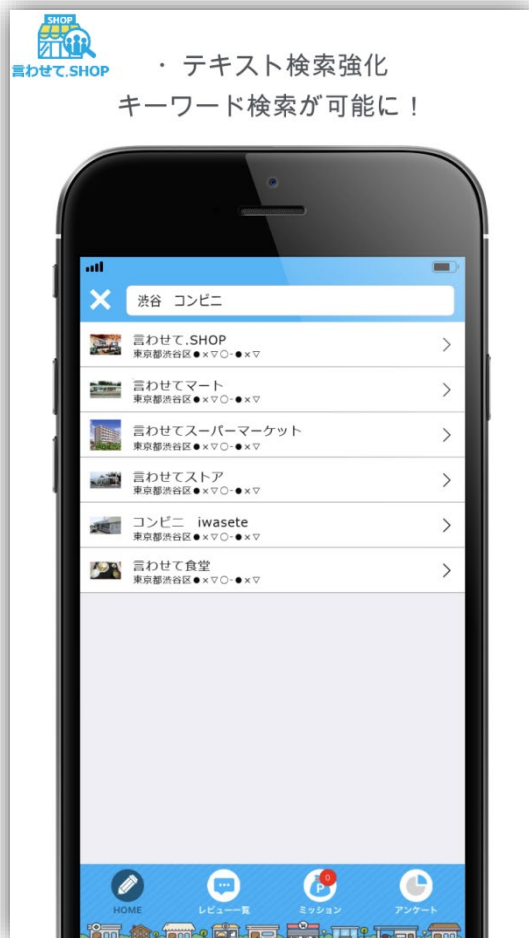 SHOP
言わせて.SHOP
・ テキスト検索強化
キーワード検索が可能に！
渋谷 コンビニ
言わせて.SHOP
東京都渋谷区●×▽○-●×▽
言わせてマート
東京都渋谷区●×▽○-●×▽
言わせてスーパーマーケット
東京都渋谷区●×▽○-●×▽
言わせてストア
東京都渋谷区●×▽○-●×▽
コンビニ iwasete
東京都渋谷区●×▽○-●×▽
言わせて食堂
東京都渋谷区●×▽○-●×▽
P
0
HOME
レビュー一覧
ミッション
アンケート